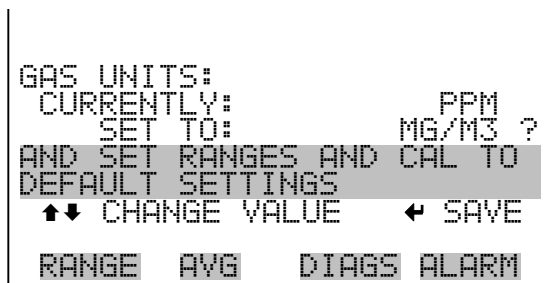 GAS UNITS:
CURRENTLY: PPM
SET TO: MG/M3 ?
AND SET RANGES AND CAL TO
DEFAULT SETTINGS
⬆⬇ CHANGE VALUE ↵ SAVE
RANGE AVG DIAGS ALARM